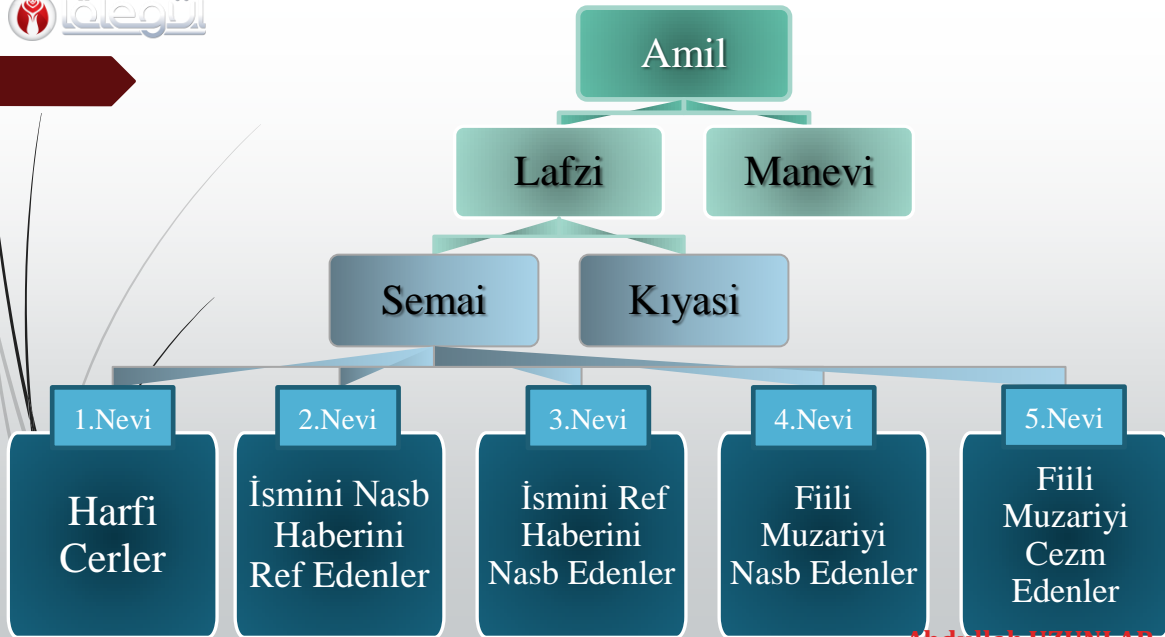 lalegül
Amil
Lafzi
Manevi
Semai
Kıyasi
1.Nevi
2.Nevi
3.Nevi
4.Nevi
5.Nevi
Harfi
Cerler
İsmini Nasb
Haberini
Ref Edenler
İsmini Ref
Haberini
Nasb Edenler
Fiili
Muzariyi
Nasb Edenler
Fiili
Muzariyi
Cezm
Edenler